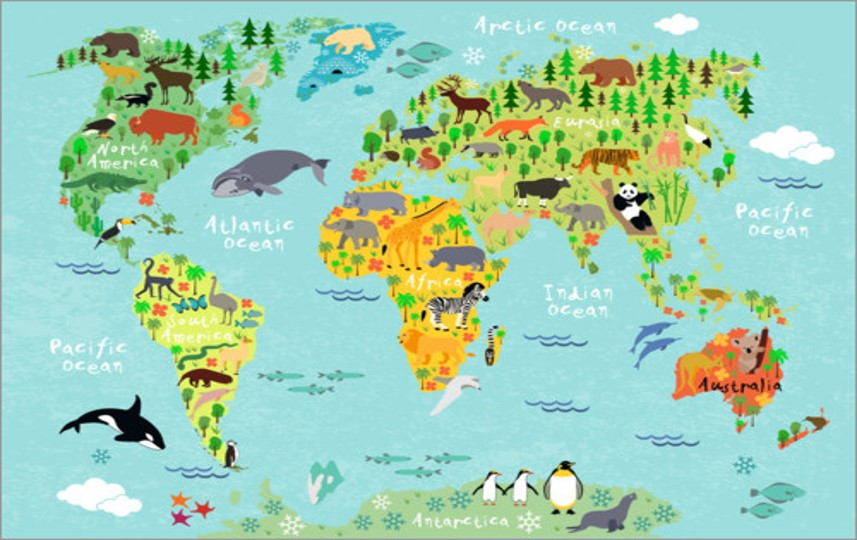 Arctic Ocean
Eurasia
North
America
Atlantic
Ocean
Pacific
Ocean
Africa
Indian
Ocean
South
America
Pacific
Ocean
Australia
Antarctica